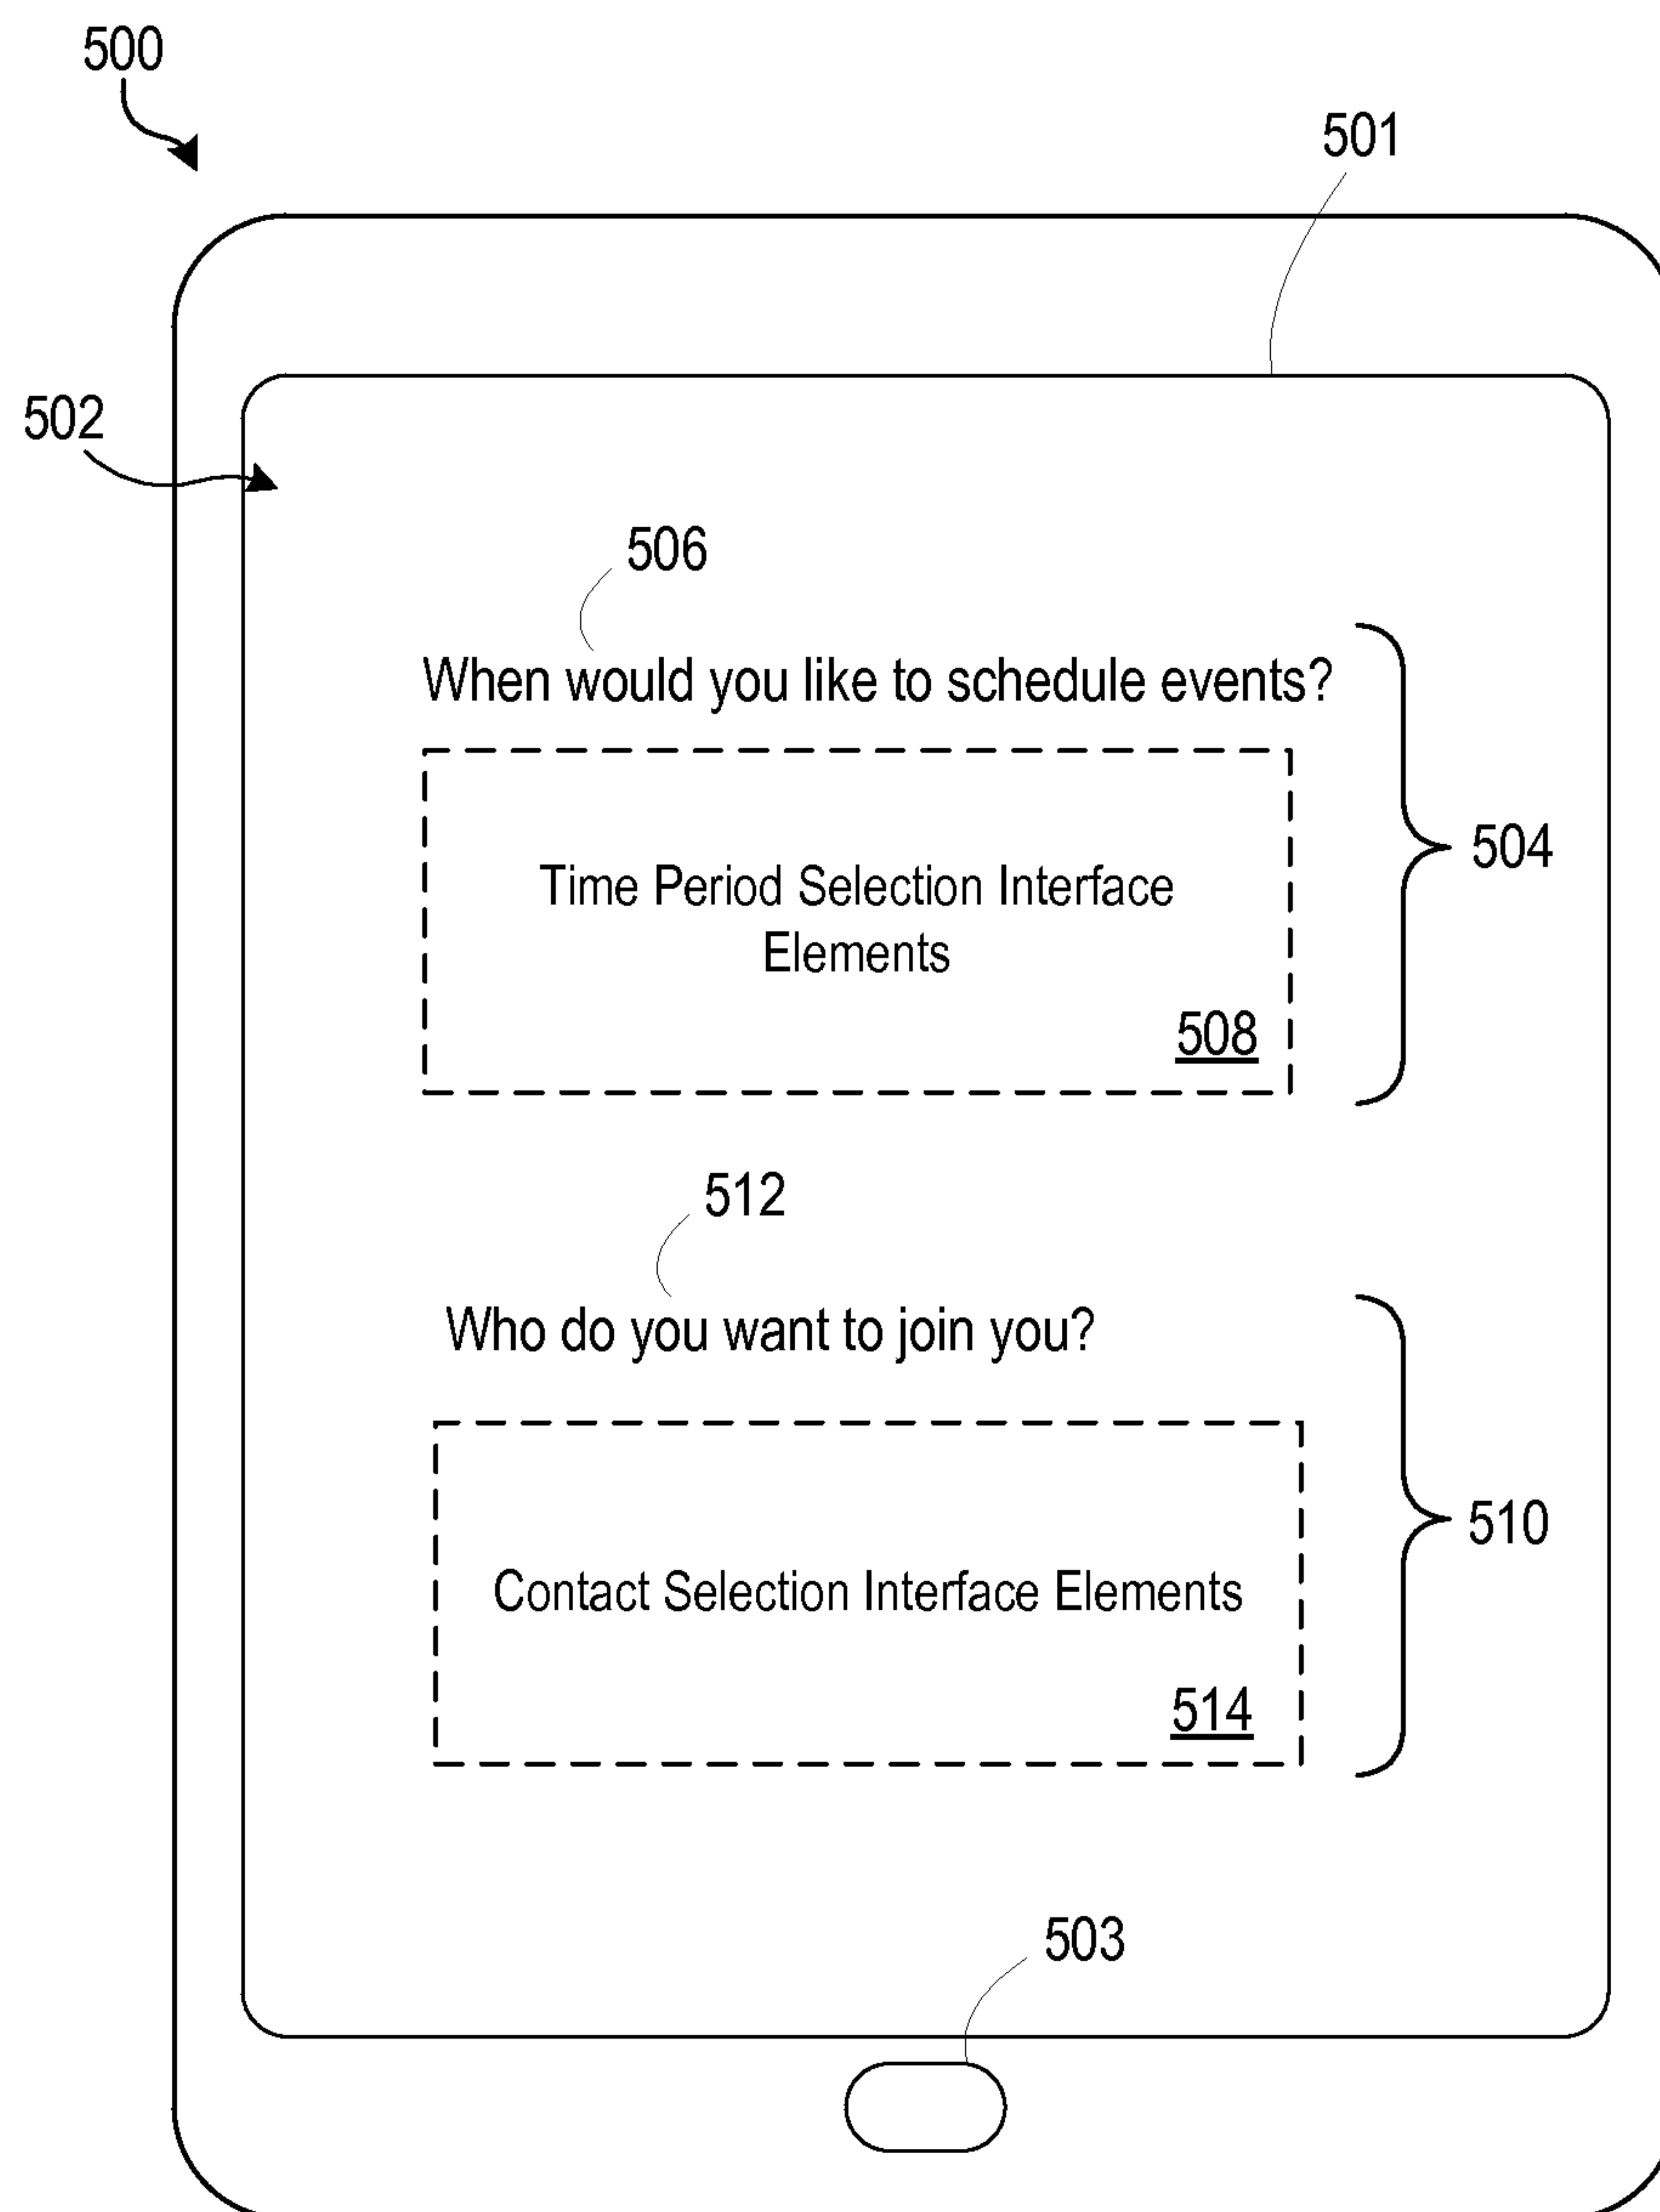 500
501
502
506
When would you like to schedule events?
504
Time Period Selection Interface
Elements
508
512
Who do you want to join you?
510
Contact Selection Interface Elements
514
503